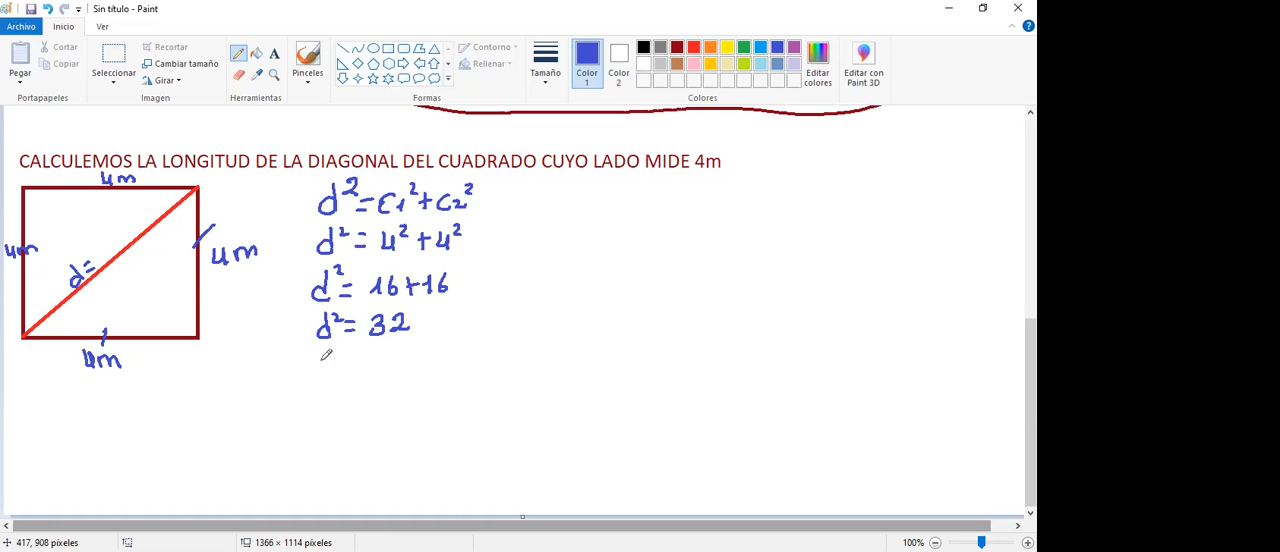 Sin título - Paint
Archivo Inicio Ver
Pegar
Cortar
Copiar
Portapapeles
Seleccionar
Recortar
Cambiar tamaño
Girar
Imagen
A
Herramientas
Pinceles
Contorno
Rellenar
Formas
Tamaño
Color 1
Color 2
Editar colores
Colores
Editar con Paint 3D
CALCULEMOS LA LONGITUD DE LA DIAGONAL DEL CUADRADO CUYO LADO MIDE 4m
4m
4m
4m
d=
4m
d² = C1² + C2²
d² = 4² + 4²
d² = 16+16
d² = 32
417, 908 píxeles
1366 × 1114 píxeles
100%